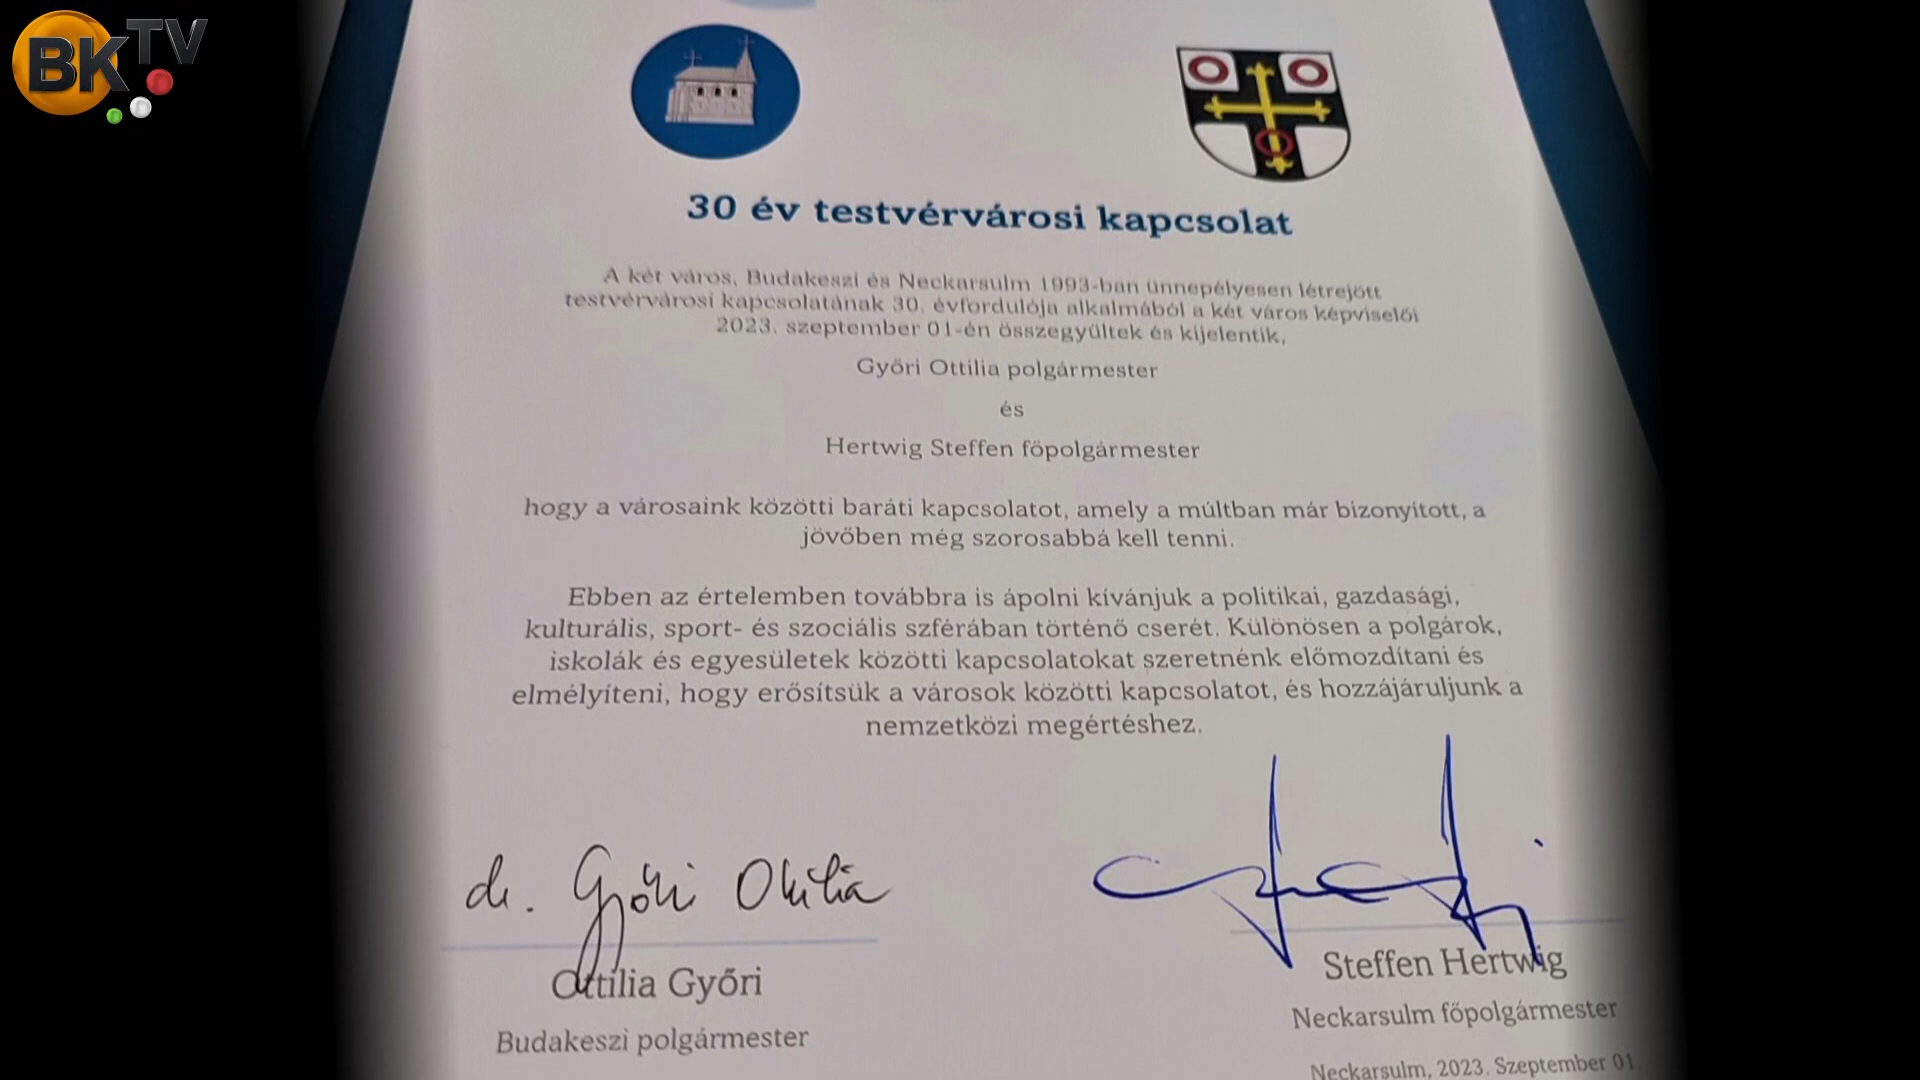 BKTV
30 év testvérvárosi kapcsolat
A két város, Budakeszi és Neckarsulm 1993-ban ünnepélyesen létrejött
testvérvárosi kapcsolatának 30. évfordulója alkalmából a két város képviselői
2023. szeptember 01-én összegyűltek és kijelentik,
Győri Ottilia polgármester
és
Hertwig Steffen főpolgármester
hogy a városaink közötti baráti kapcsolatot, amely a múltban már bizonyított, a
jövőben még szorosabbá kell tenni.
Ebben az értelemben továbbra is ápolni kívánjuk a politikai, gazdasági,
kulturális, sport- és szociális szférában történő cserét. Különösen a polgárok,
iskolák és egyesületek közötti kapcsolatokat szeretnénk előmozdítani és
elmélyíteni, hogy erősítsük a városok közötti kapcsolatot, és hozzájáruljunk a
nemzetközi megértéshez.
dr. Győri Ottilia
Ottilia Győri
Budakeszi polgármester
Steffen Hertwig
Neckarsulm főpolgármester
Neckarsulm, 2023. Szeptember 01.